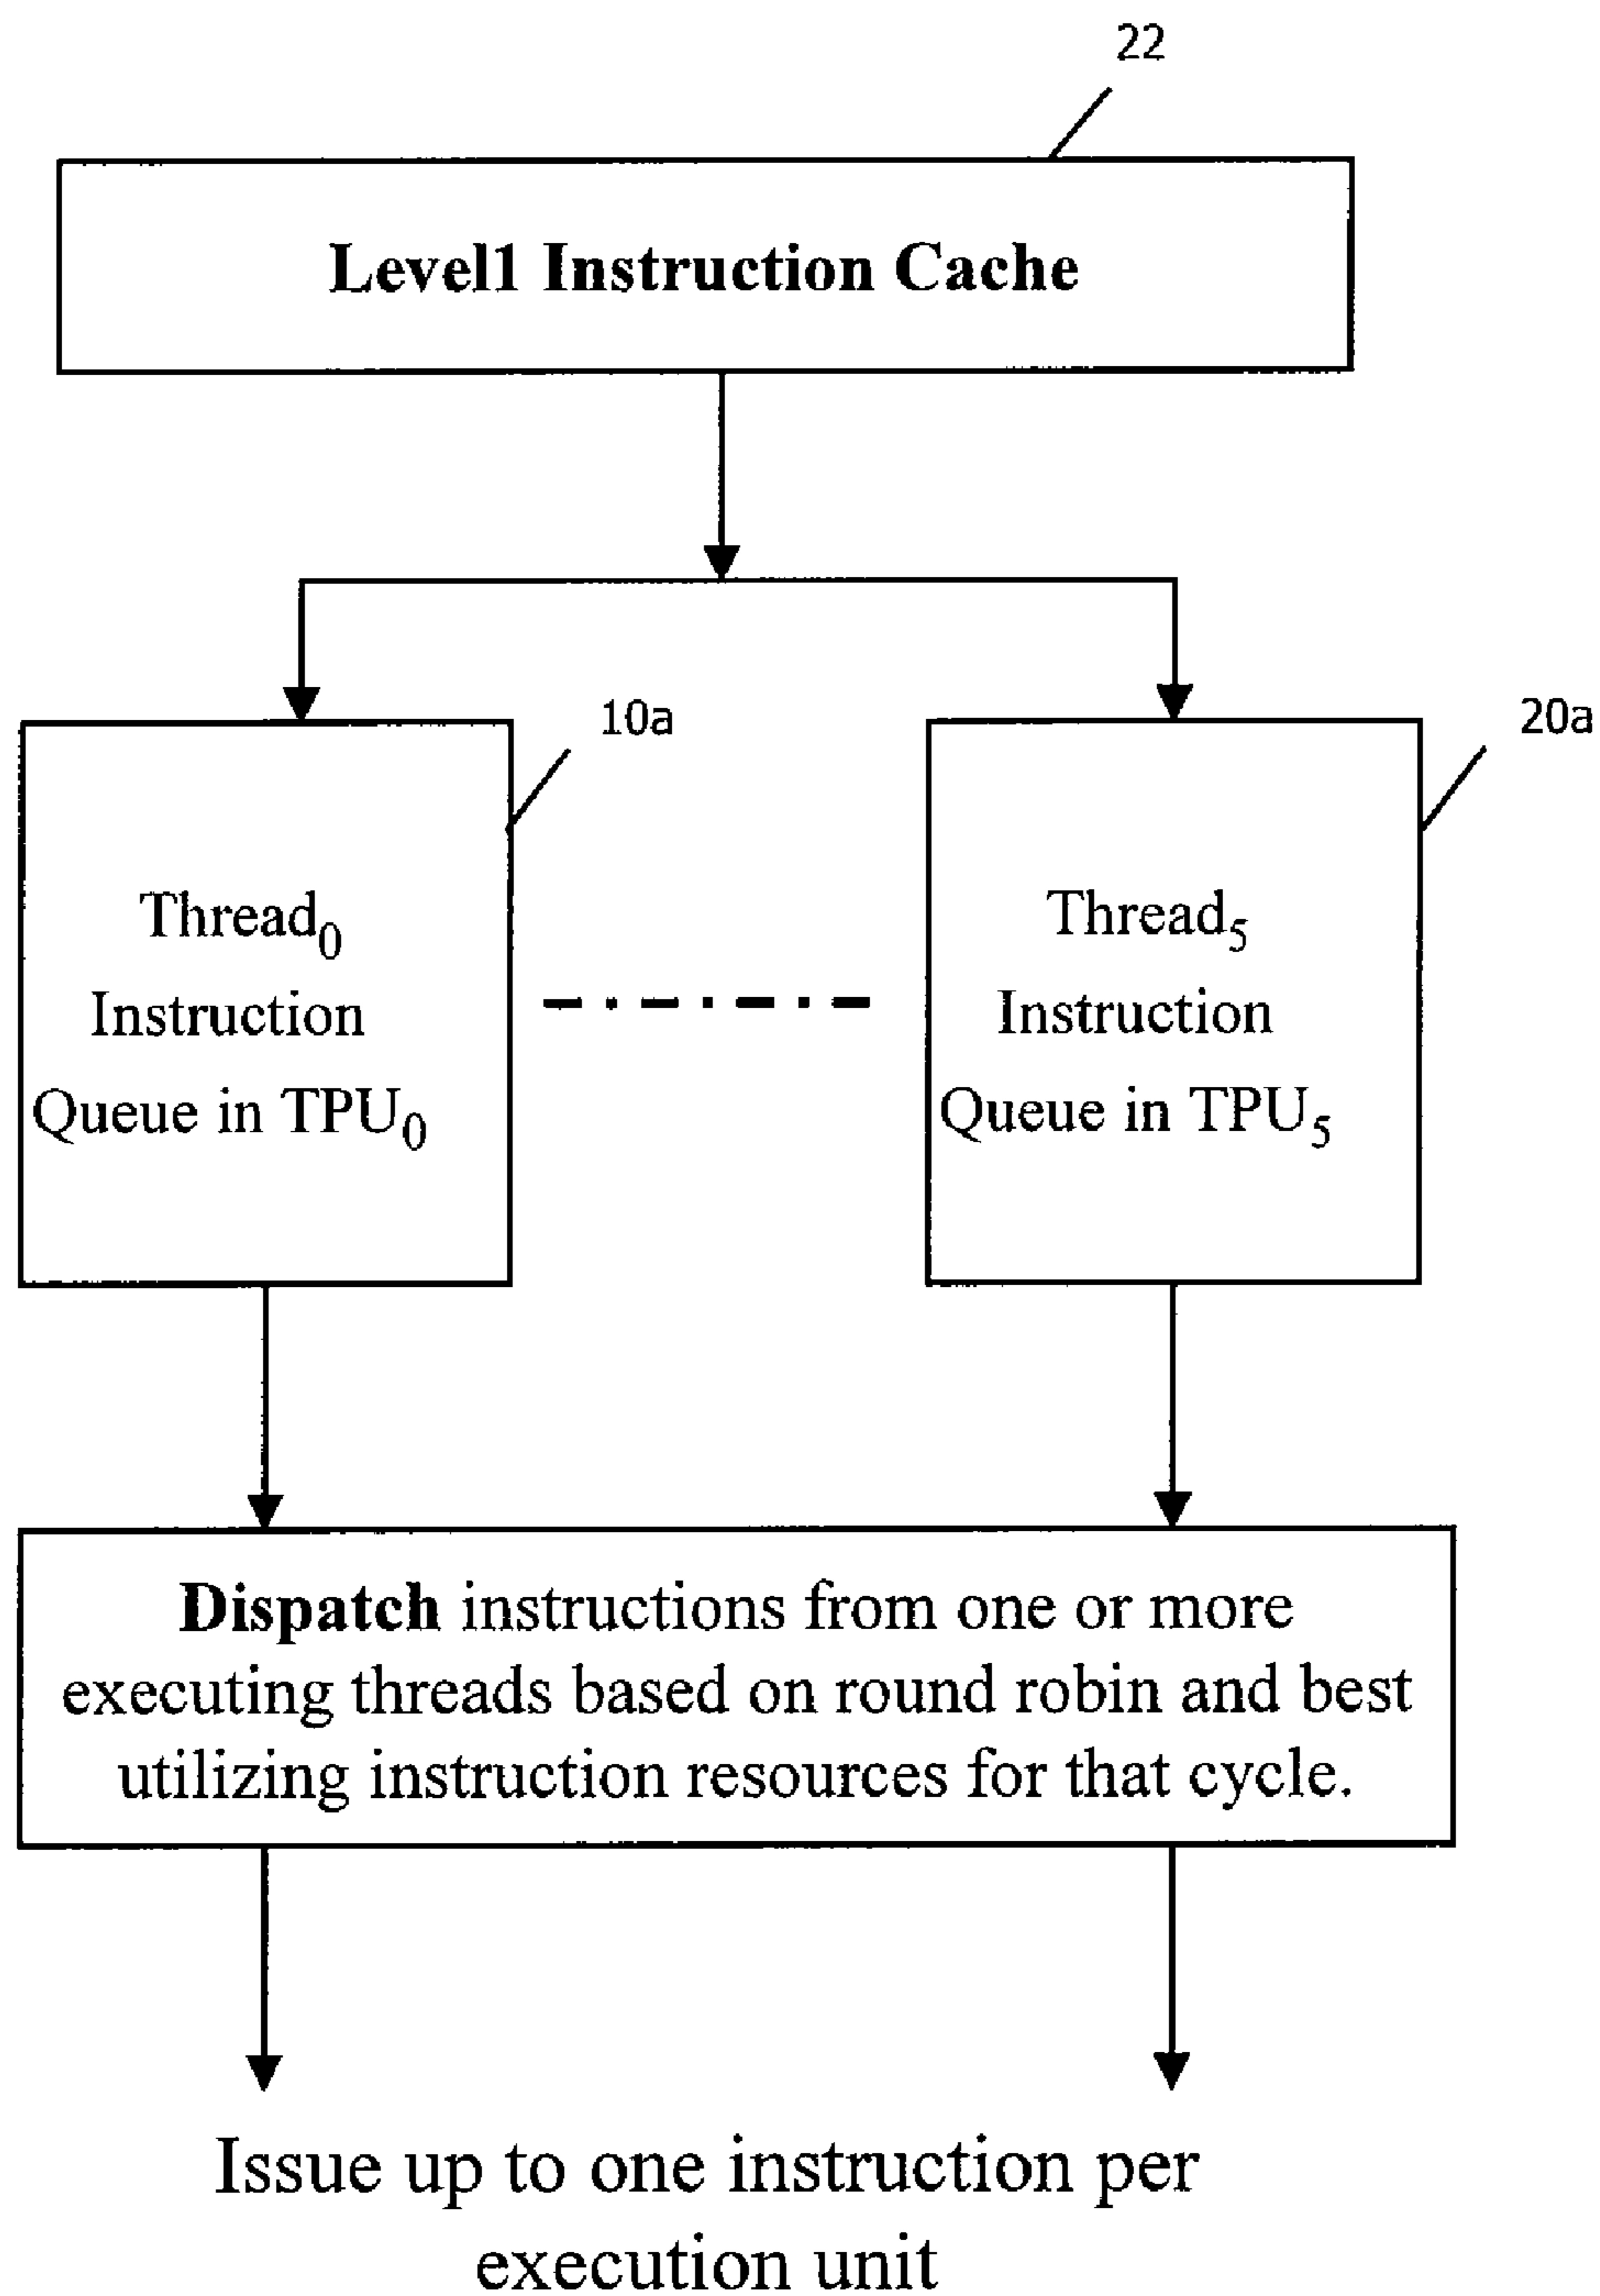 22
Level1 Instruction Cache
10a
20a
Thread₀
Instruction
Queue in TPU₀
Thread₅
Instruction
Queue in TPU₅
Dispatch instructions from one or more
executing threads based on round robin and best
utilizing instruction resources for that cycle.
Issue up to one instruction per
execution unit